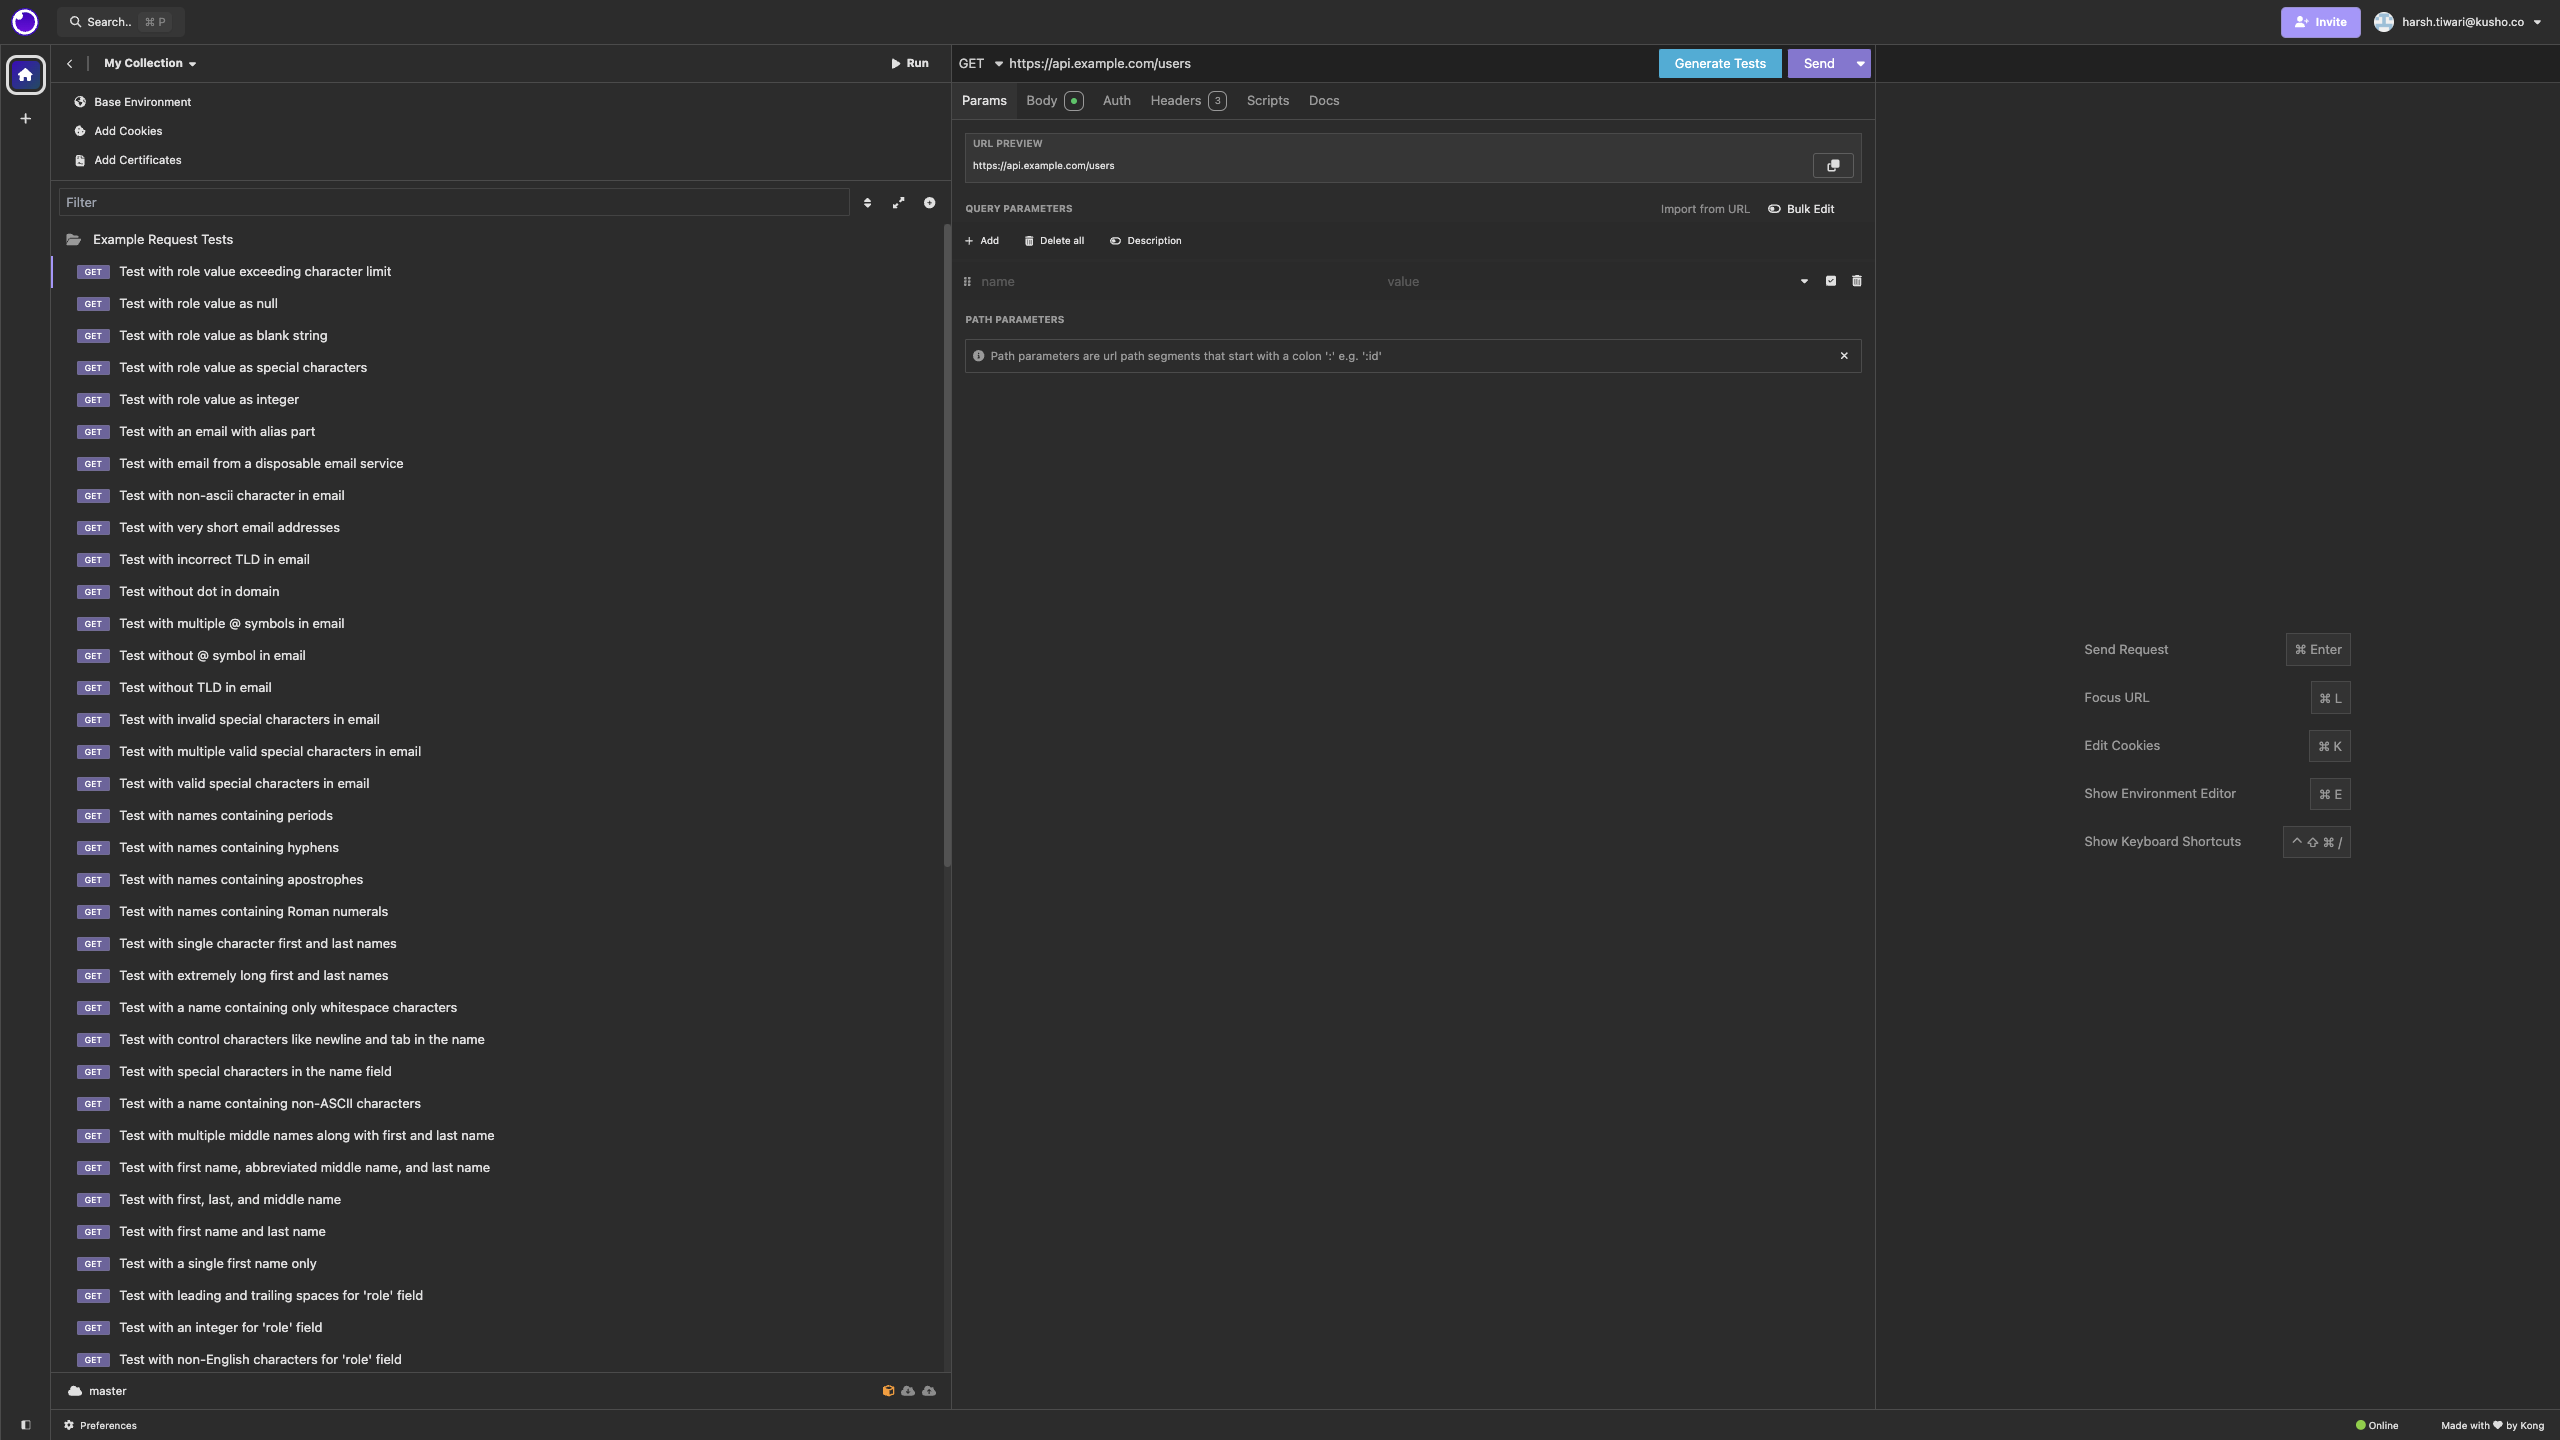 Search.. ⌘ P
Invite
harsh.tiwari@kusho.co
My Collection
Run
Base Environment
Add Cookies
Add Certificates
Filter
Example Request Tests
GET Test with role value exceeding character limit
GET Test with role value as null
GET Test with role value as blank string
GET Test with role value as special characters
GET Test with role value as integer
GET Test with an email with alias part
GET Test with email from a disposable email service
GET Test with non-ascii character in email
GET Test with very short email addresses
GET Test with incorrect TLD in email
GET Test without dot in domain
GET Test with multiple @ symbols in email
GET Test without @ symbol in email
GET Test without TLD in email
GET Test with invalid special characters in email
GET Test with multiple valid special characters in email
GET Test with valid special characters in email
GET Test with names containing periods
GET Test with names containing hyphens
GET Test with names containing apostrophes
GET Test with names containing Roman numerals
GET Test with single character first and last names
GET Test with extremely long first and last names
GET Test with a name containing only whitespace characters
GET Test with control characters like newline and tab in the name
GET Test with special characters in the name field
GET Test with a name containing non-ASCII characters
GET Test with multiple middle names along with first and last name
GET Test with first name, abbreviated middle name, and last name
GET Test with first, last, and middle name
GET Test with first name and last name
GET Test with a single first name only
GET Test with leading and trailing spaces for 'role' field
GET Test with an integer for 'role' field
GET Test with non-English characters for 'role' field
master
Preferences
GET https://api.example.com/users
Generate Tests Send
Params Body Auth Headers 3 Scripts Docs
URL PREVIEW
https://api.example.com/users
QUERY PARAMETERS
Import from URL Bulk Edit
+ Add Delete all Description
name value
PATH PARAMETERS
Path parameters are url path segments that start with a colon ':' e.g. ':id'
Send Request ⌘ Enter
Focus URL ⌘ L
Edit Cookies ⌘ K
Show Environment Editor ⌘ E
Show Keyboard Shortcuts ⌃ ⇧ ⌘ /
Online
Made with ♥ by Kong